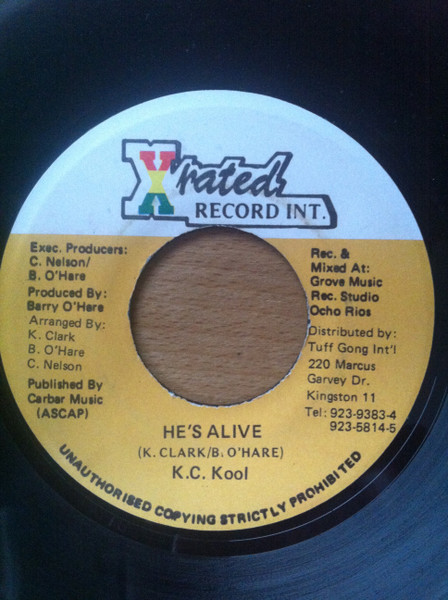 X'rated
RECORD INT.
Exec. Producers:
C. Nelson/
B. O'Hare
Produced By:
Barry O'Hare
Arranged By:
K. Clark
B. O'Hare
C. Nelson
Published By
Carbar Music
(ASCAP)
Rec. &
Mixed At:
Grove Music
Rec. Studio
Ocho Rios
Distributed by:
Tuff Gong Int'l
220 Marcus
Garvey Dr.
Kingston 11
Tel: 923-9383-4
923-5814-5
HE'S ALIVE
(K. CLARK/B. O'HARE)
K.C. Kool
UNAUTHORISED COPYING STRICTLY PROHIBITED